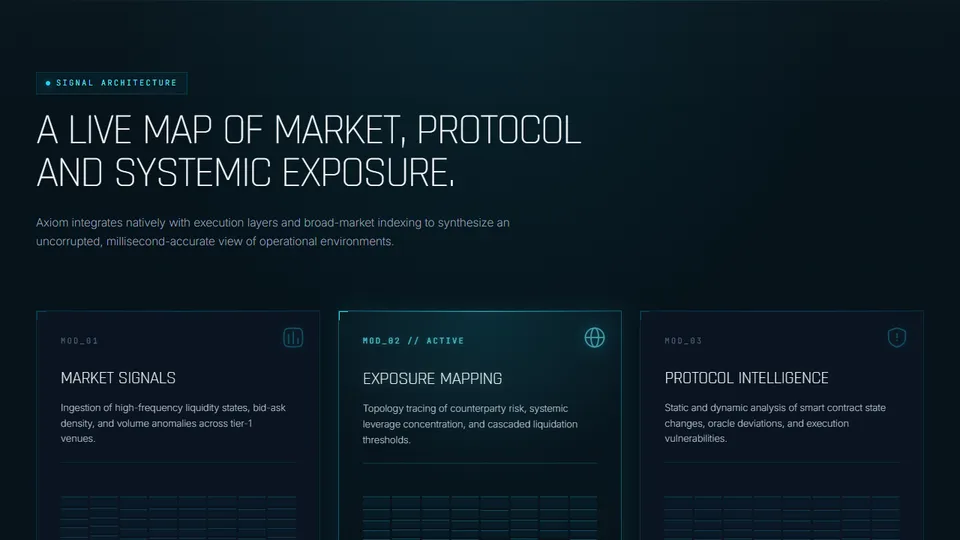 SIGNAL ARCHITECTURE
A LIVE MAP OF MARKET, PROTOCOL
AND SYSTEMIC EXPOSURE.
Axiom integrates natively with execution layers and broad-market indexing to synthesize an
uncorrupted, millisecond-accurate view of operational environments.
MOD_01
MARKET SIGNALS
Ingestion of high-frequency liquidity states, bid-ask
density, and volume anomalies across tier-1
venues.
MOD_02 // ACTIVE
EXPOSURE MAPPING
Topology tracing of counterparty risk, systemic
leverage concentration, and cascaded liquidation
thresholds.
MOD_03
PROTOCOL INTELLIGENCE
Static and dynamic analysis of smart contract state
changes, oracle deviations, and execution
vulnerabilities.